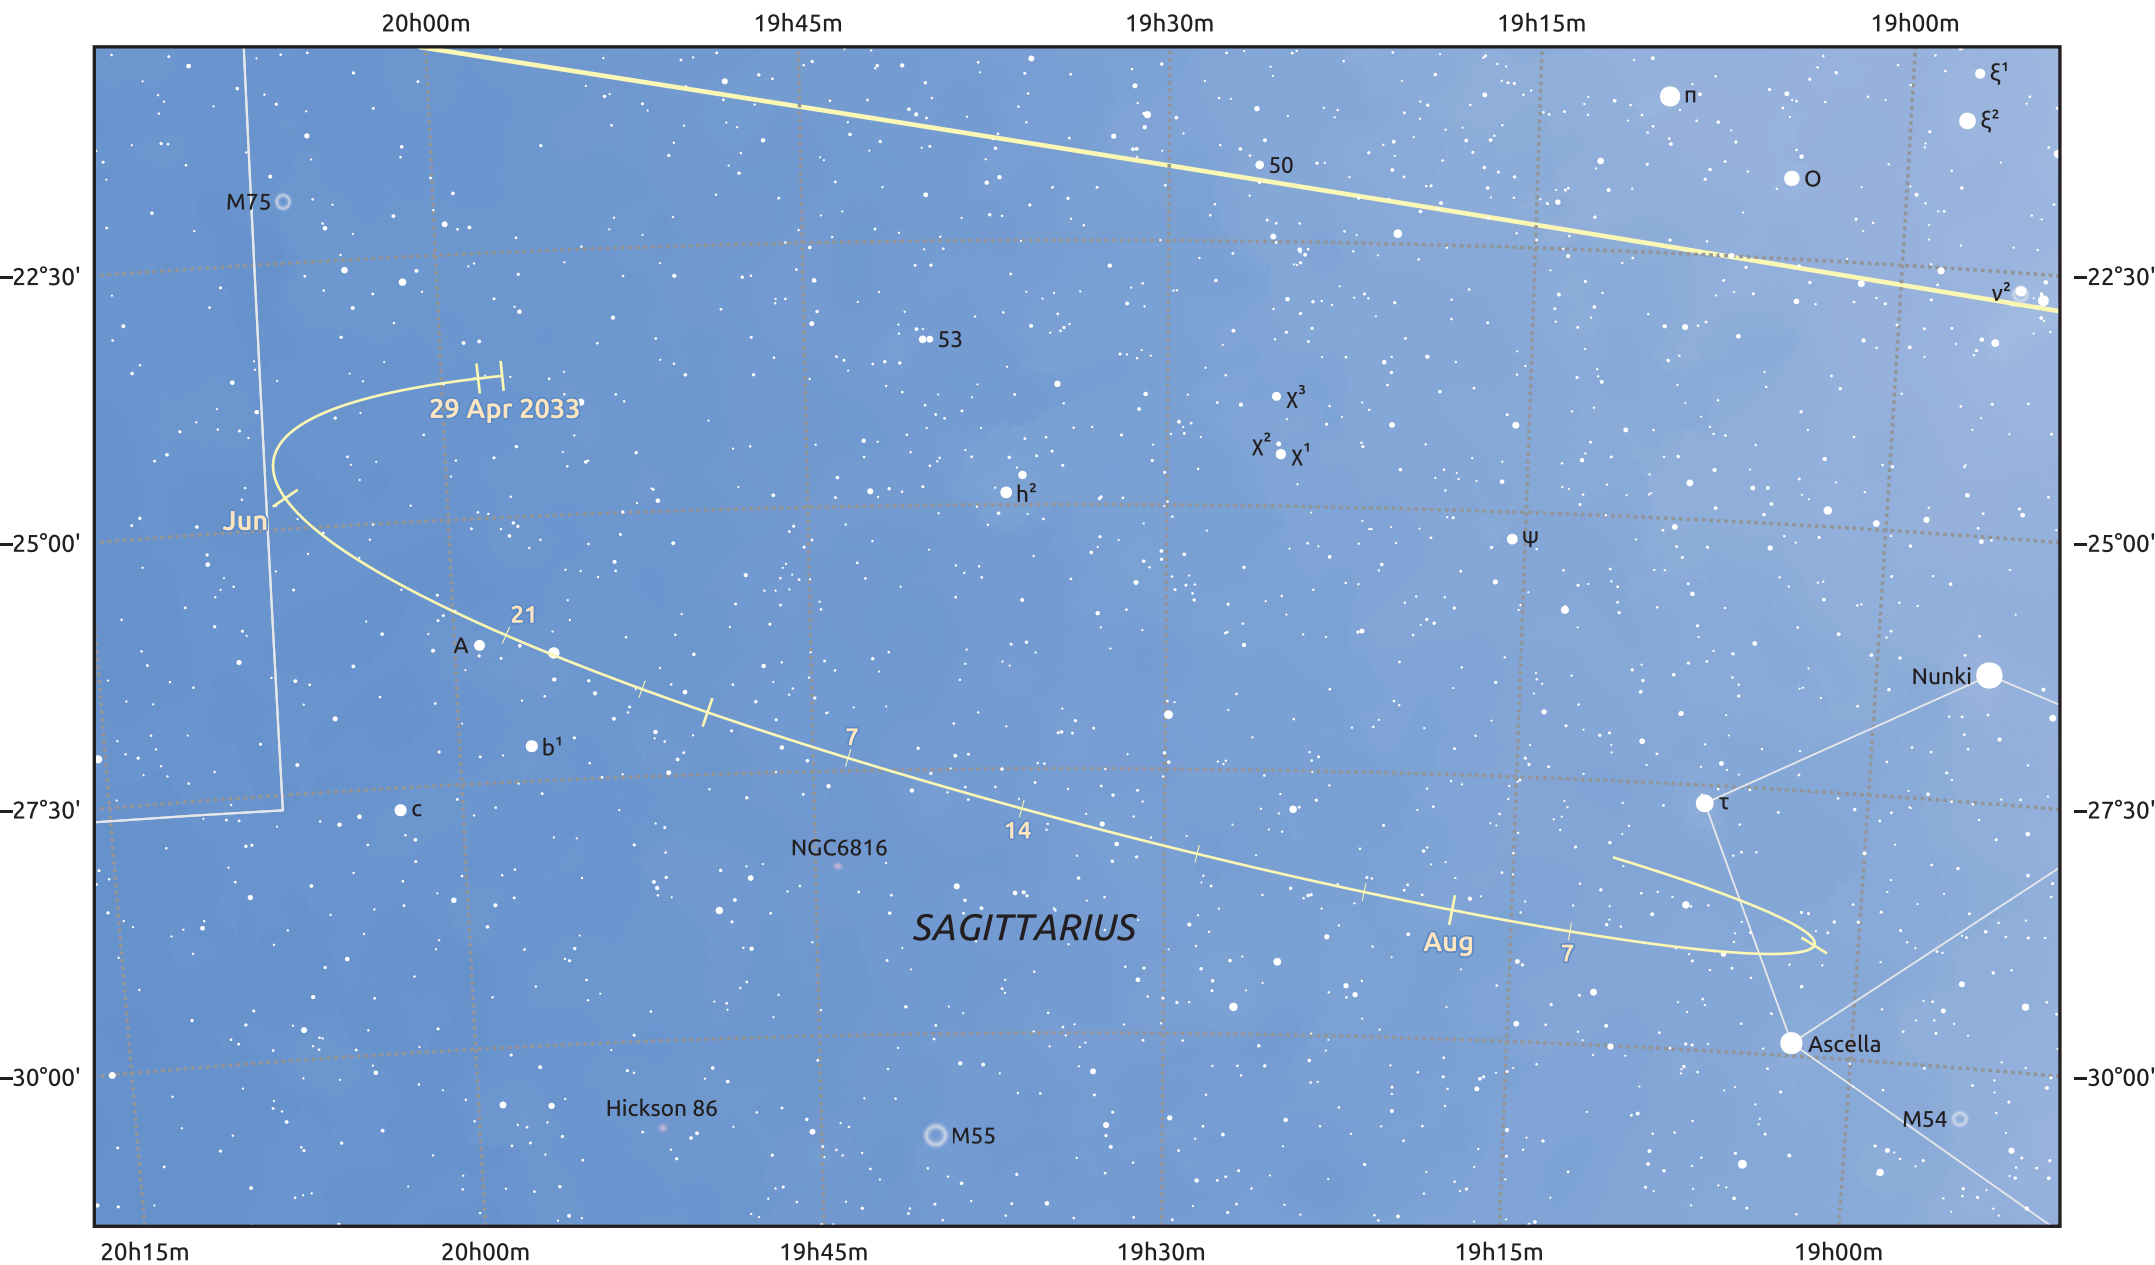 20h00m 19h45m 19h30m 19h15m 19h00m
ξ¹
π
ξ²
50
O
M75
−22°30' −22°30'
ν²
53
χ³
29 Apr 2033
χ² χ¹
h²
Jun
ψ
−25°00' −25°00'
21
A
Nunki
7
b¹
τ
c
−27°30' −27°30'
14
NGC6816
SAGITTARIUS
Aug
7
Ascella
−30°00' −30°00'
Hickson 86
M54
M55
20h15m 20h00m 19h45m 19h30m 19h15m 19h00m